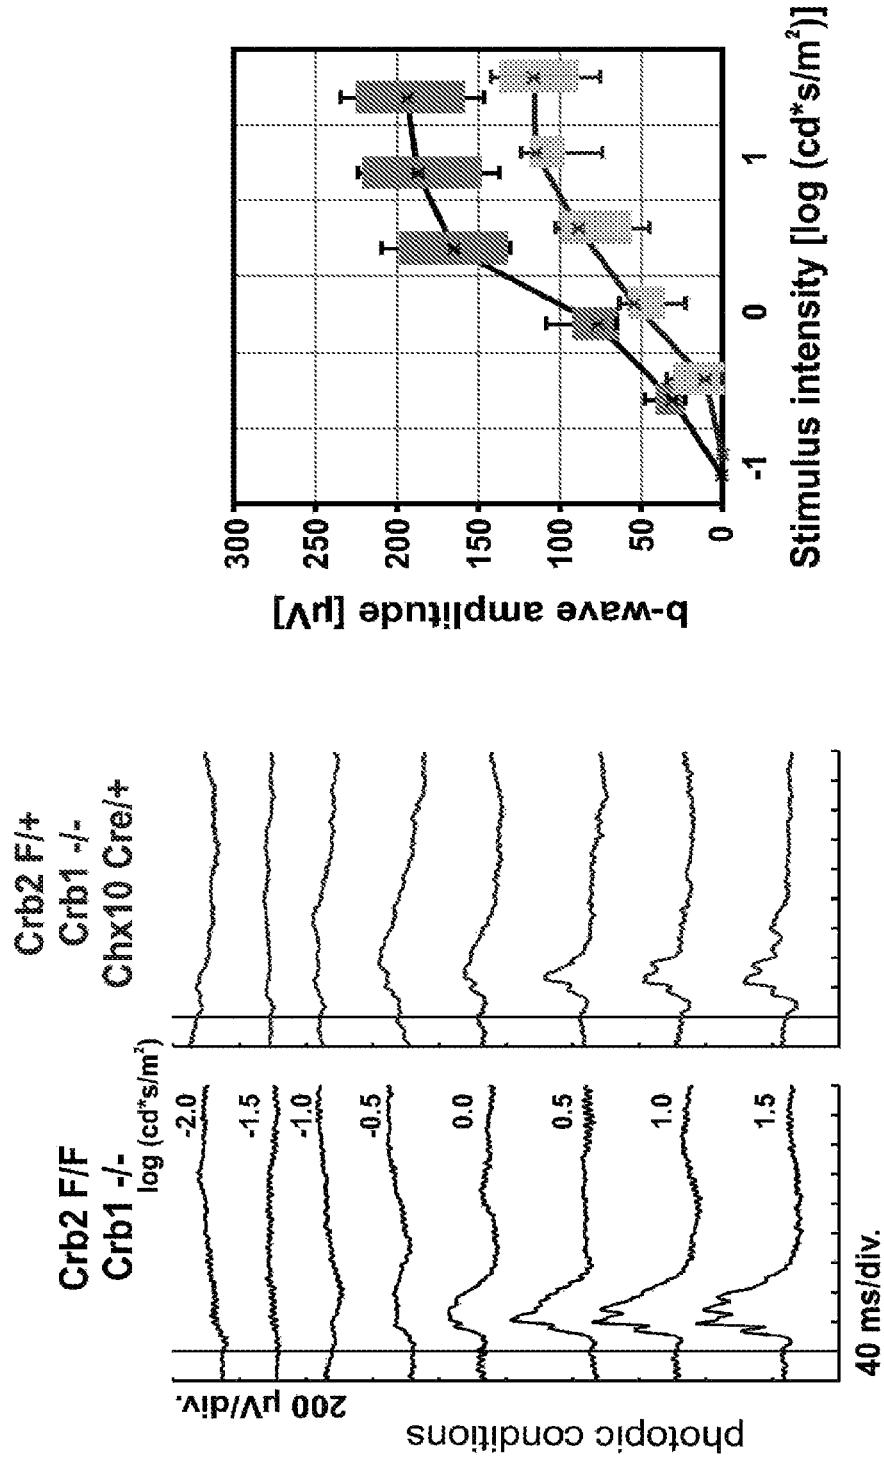 Crb2 F/F
Crb1 -/-
log (cd*s/m²)
Crb2 F/+
Crb1 -/-
Chx10 Cre/+
200 µV/div.
photopic conditions
-2.0
-1.5
-1.0
-0.5
0.0
0.5
1.0
1.5
40 ms/div.
b-wave amplitude [µV]
300
250
200
150
100
50
0
-1 0 1
Stimulus intensity [log (cd*s/m²)]